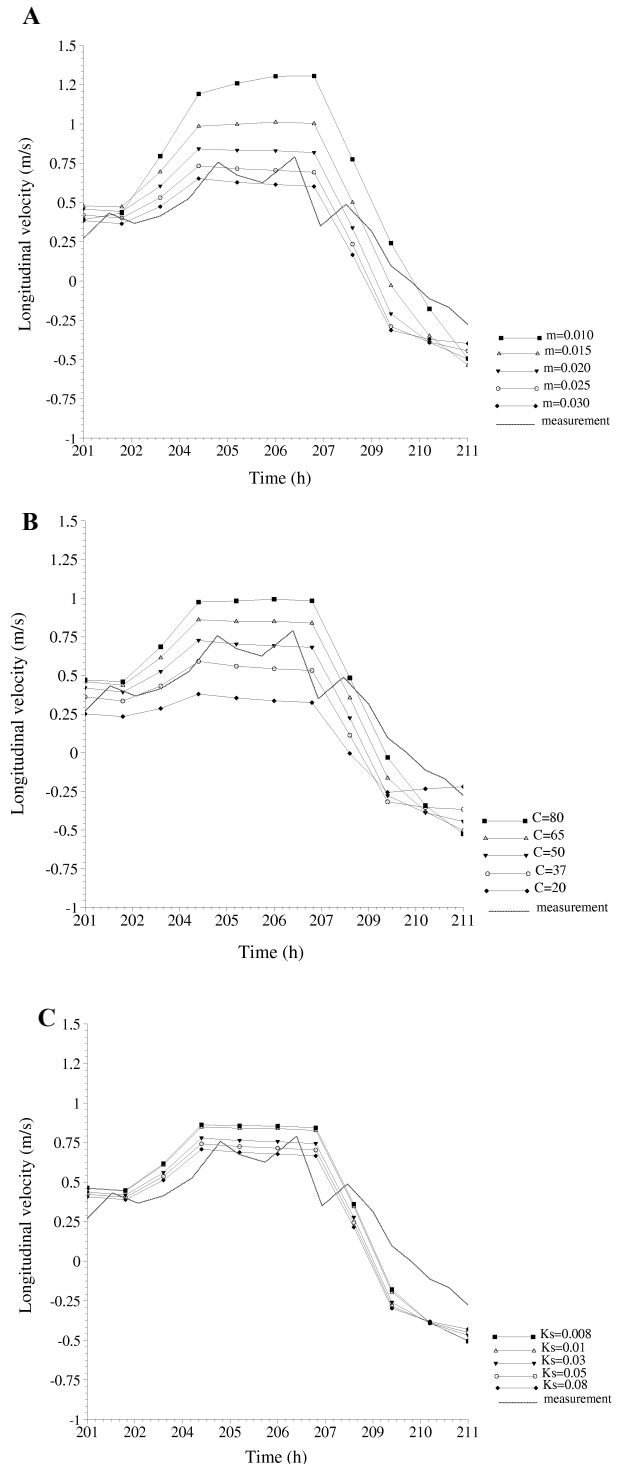 A
1.5
1.2
1
0.75
0.5
0.25
0
-0.25
-0.5
-0.75
-1
Longitudinal velocity (m/s)
201 202 204 205 206 207 209 210 211
Time (h)
m=0.010
m=0.015
m=0.020
m=0.025
m=0.030
measurement
B
1.5
1.2
1
0.75
0.5
0.25
0
-0.25
-0.5
-0.75
-1
Longitudinal velocity (m/s)
201 202 204 205 206 207 209 210 211
Time (h)
C=80
C=65
C=50
C=37
C=20
measurement
C
1.5
1.2
1
0.75
0.5
0.25
0
-0.25
-0.5
-0.75
-1
Longitudinal velocity (m/s)
201 202 204 205 206 207 209 210 211
Time (h)
Ks=0.008
Ks=0.01
Ks=0.03
Ks=0.05
Ks=0.08
measurement